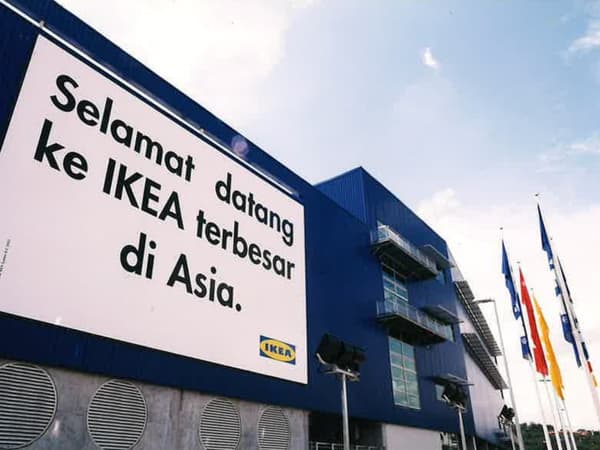 Selamat datang
ke IKEA terbesar
di Asia.
IKEA